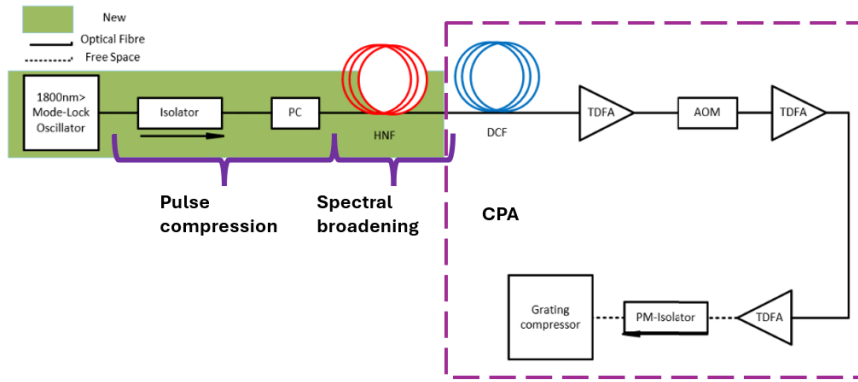 New
Optical Fibre
Free Space
1800nm>
Mode-Lock
Oscillator
Isolator
PC
HNF
DCF
TDFA
AOM
TDFA
Pulse
compression
Spectral
broadening
CPA
Grating
compressor
PM-Isolator
TDFA